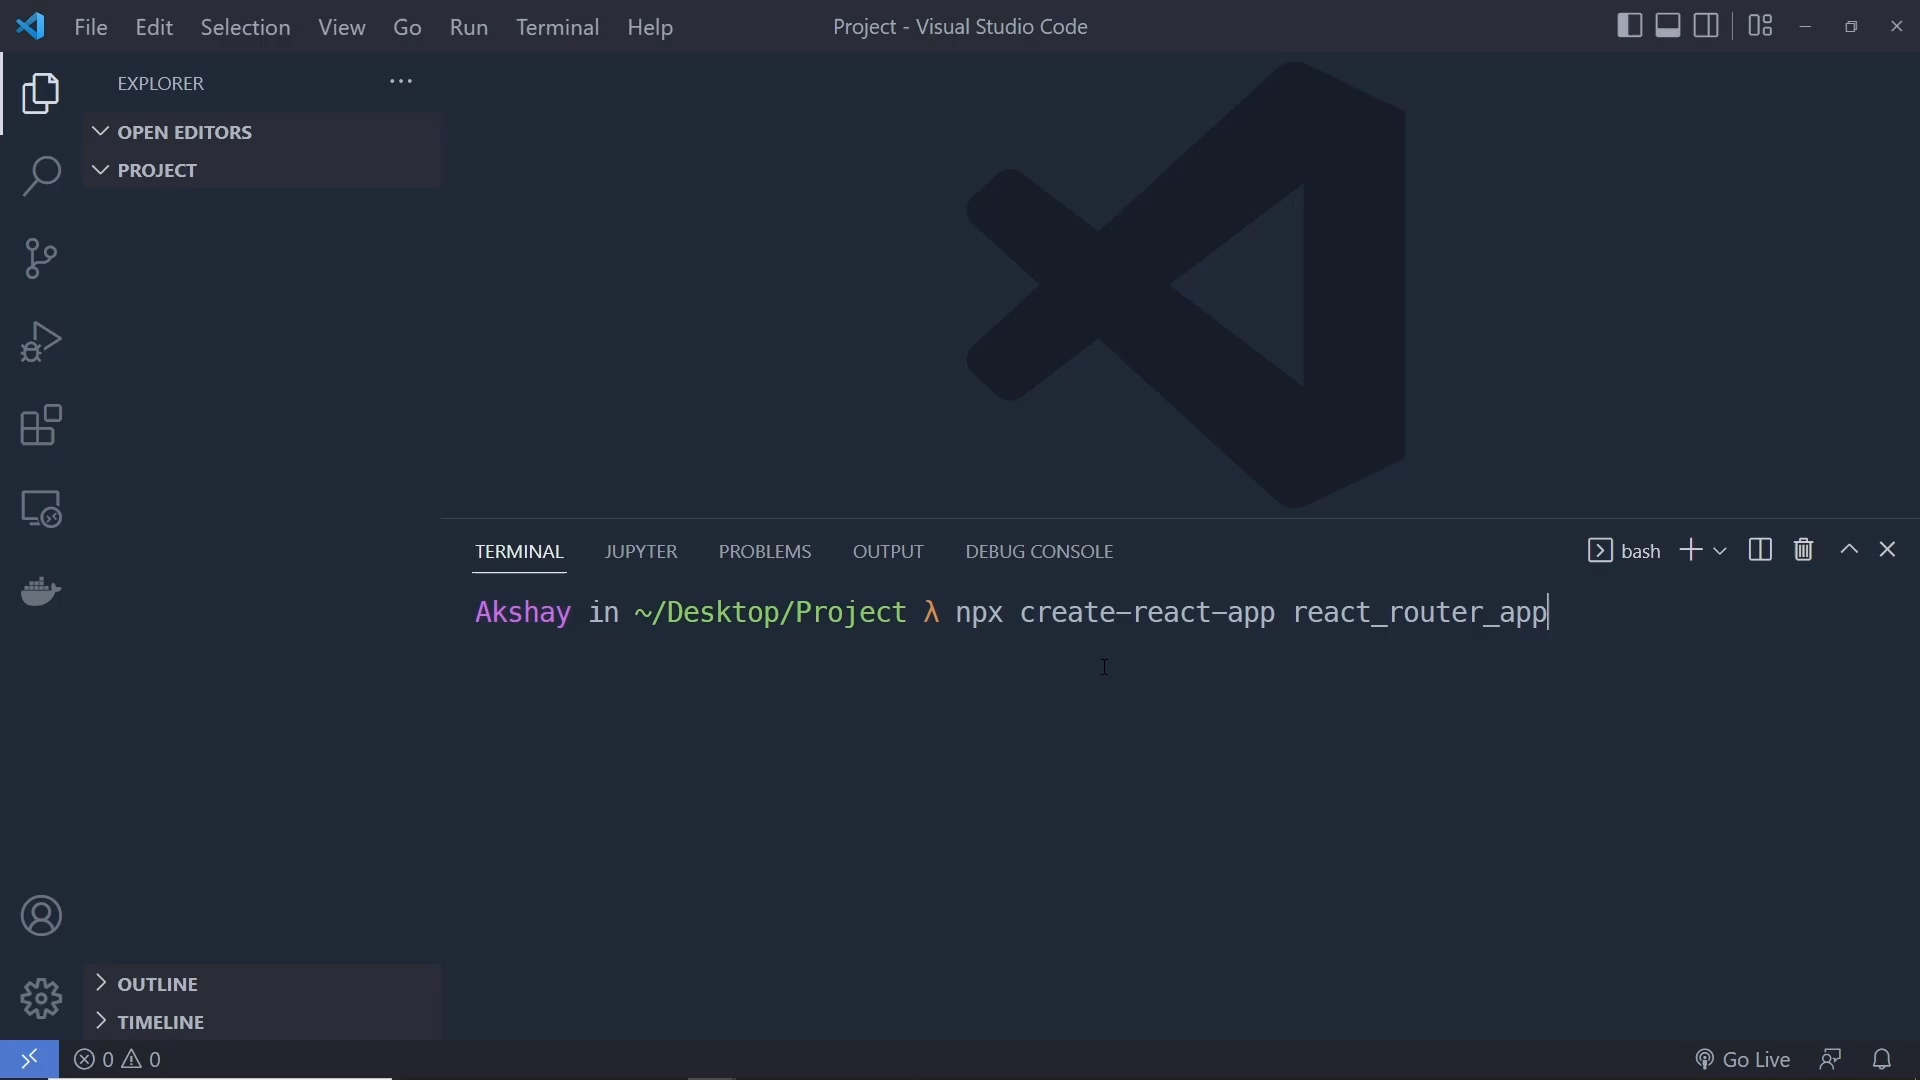 File Edit Selection View Go Run Terminal Help Project - Visual Studio Code
EXPLORER
OPEN EDITORS
PROJECT
TERMINAL JUPYTER PROBLEMS OUTPUT DEBUG CONSOLE bash
Akshay in ~/Desktop/Project λ npx create-react-app react_router_app
OUTLINE
TIMELINE
0 0 Go Live